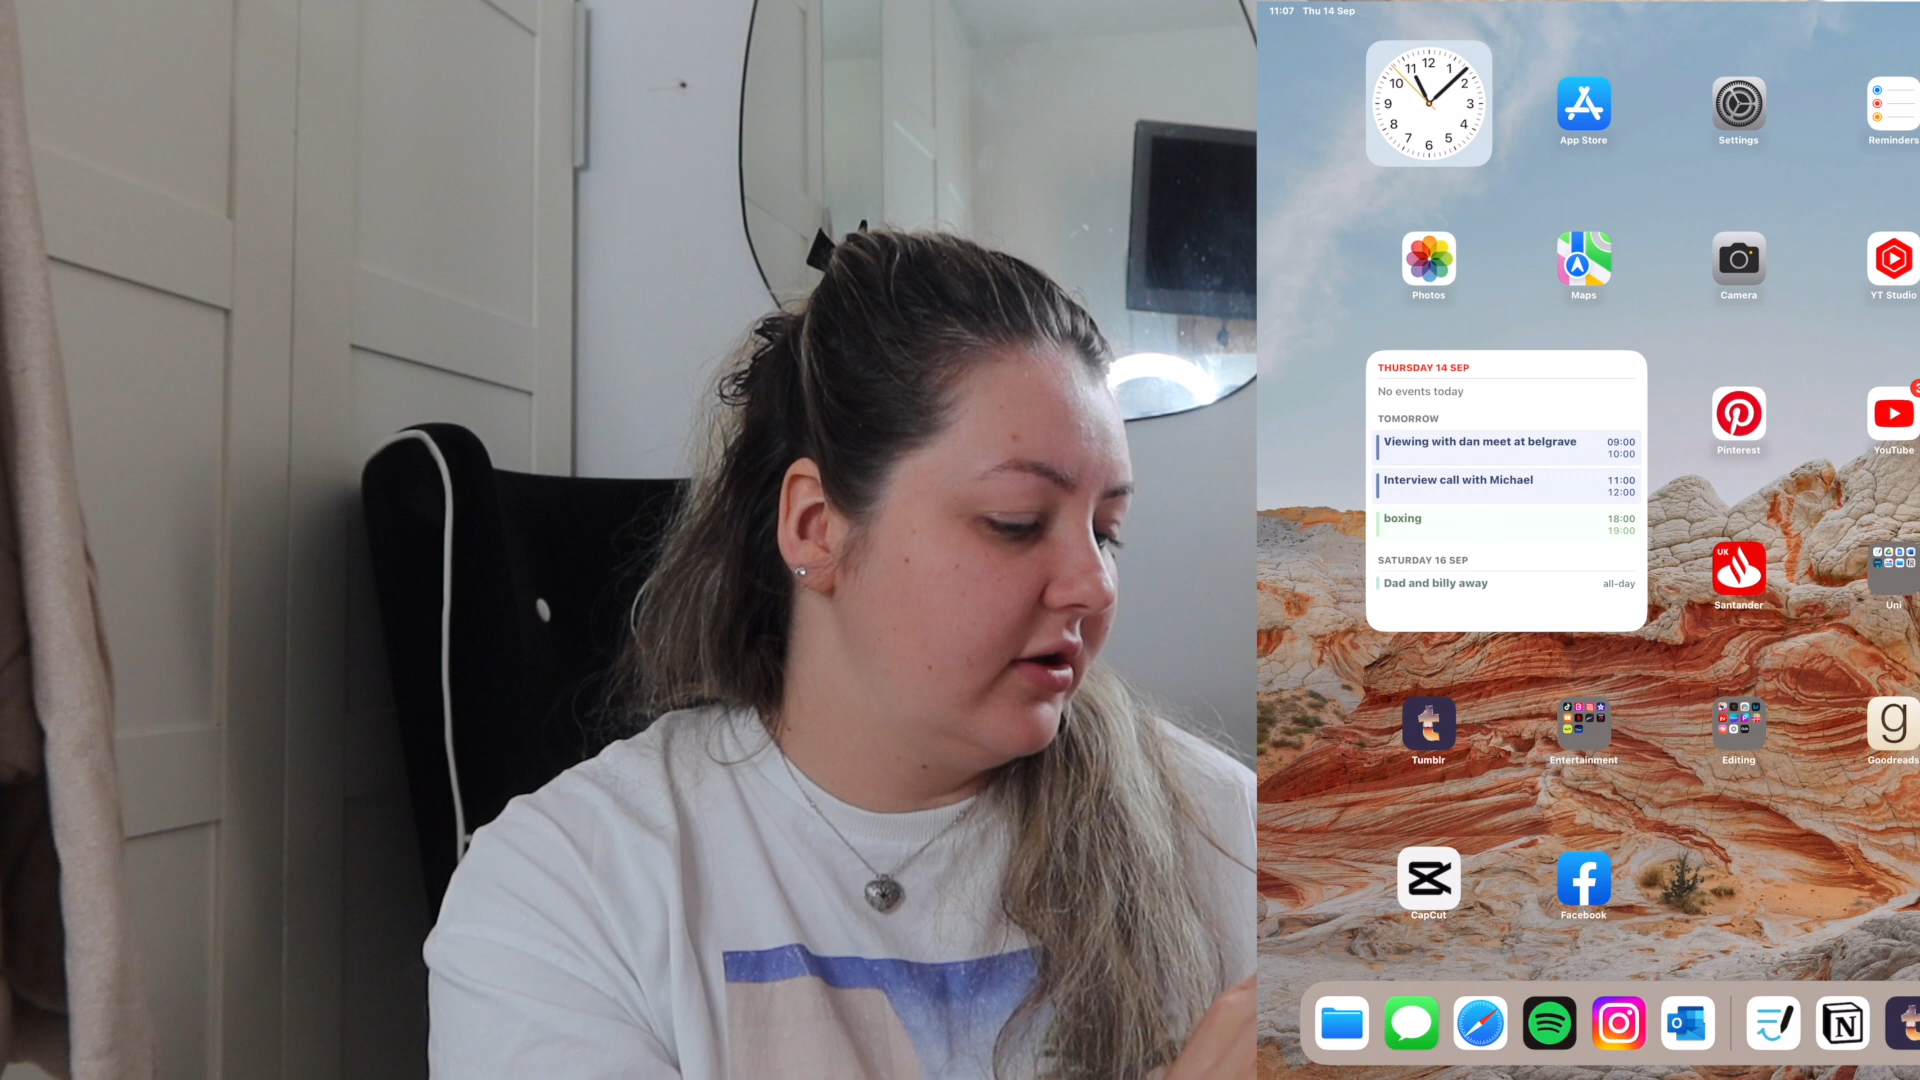 11:07 Thu 14 Sep
12
11 1
10 2
9 3
8 4
7 5
6
App Store
Settings
Reminders
Photos
Maps
Camera
YT Studio
THURSDAY 14 SEP
No events today
TOMORROW
Viewing with dan meet at belgrave 09:00
10:00
Interview call with Michael 11:00
12:00
boxing 18:00
19:00
SATURDAY 16 SEP
Dad and billy away all-day
Pinterest
YouTube
UK
Santander
Uni
t
Tumblr
Entertainment
Editing
g
Goodreads
CapCut
f
Facebook
N
t